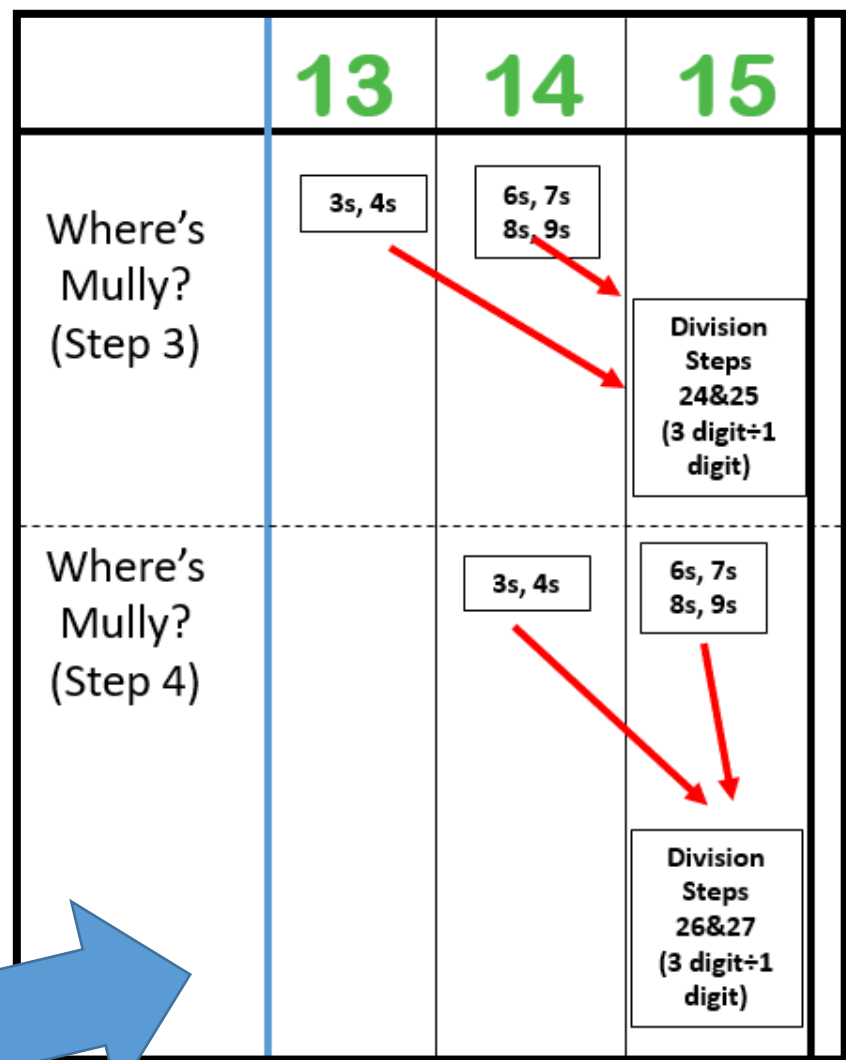 13 14 15
Where's
Mully?
(Step 3)
3s, 4s
6s, 7s
8s, 9s
Division
Steps
24&25
(3 digit÷1
digit)
Where's
Mully?
(Step 4)
3s, 4s
6s, 7s
8s, 9s
Division
Steps
26&27
(3 digit÷1
digit)